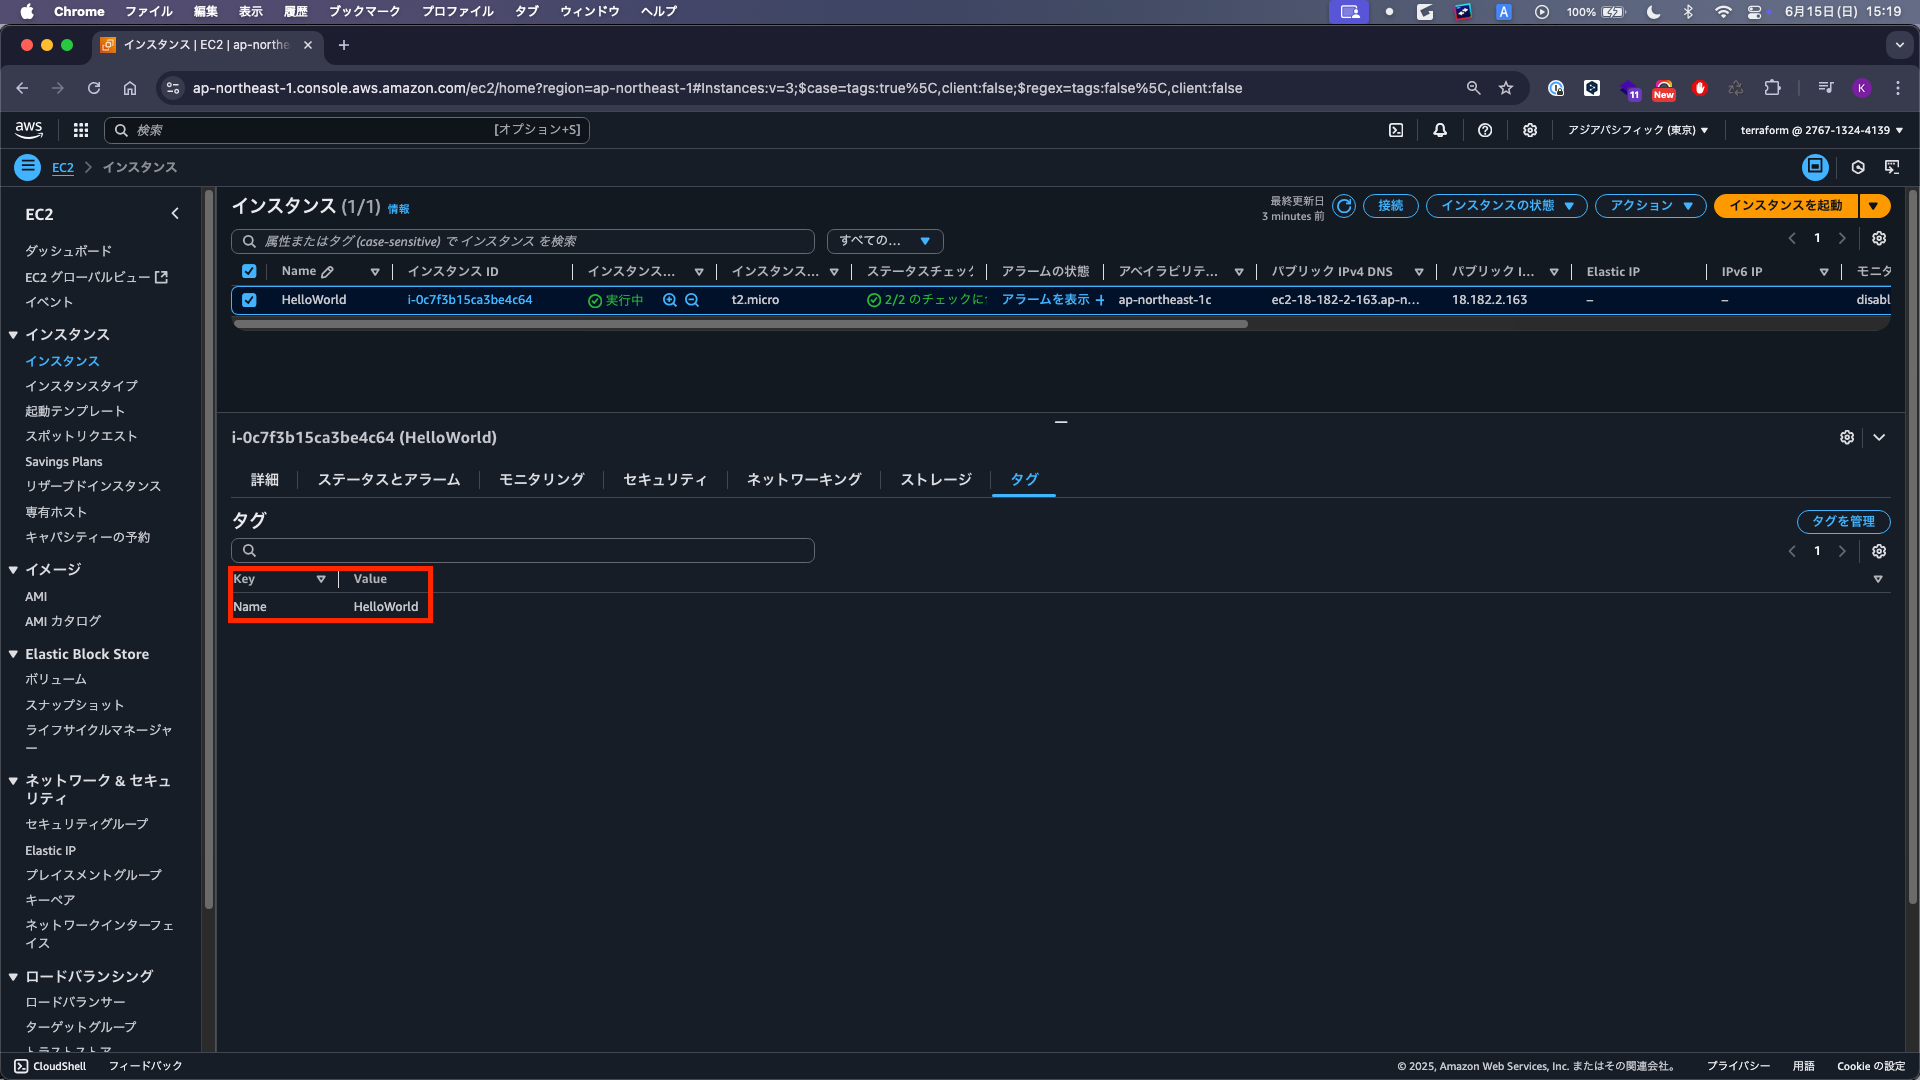 Chrome ファイル 編集 表示 履歴 ブックマーク プロファイル タブ ウィンドウ ヘルプ A 100% 6月15日(日) 15:19
インスタンス | EC2 | ap-northe
ap-northeast-1.console.aws.amazon.com/ec2/home?region=ap-northeast-1#Instances:v=3;$case=tags:true%5C,client:false;$regex=tags:false%5C,client:false 11 New K
aws 検索 [オプション+S] アジアパシフィック (東京) terraform @ 2767-1324-4139
EC2 インスタンス
EC2
ダッシュボード
EC2 グローバルビュー
イベント
インスタンス
インスタンス
インスタンスタイプ
起動テンプレート
スポットリクエスト
Savings Plans
リザーブドインスタンス
専有ホスト
キャパシティーの予約
イメージ
AMI
AMI カタログ
Elastic Block Store
ボリューム
スナップショット
ライフサイクルマネージャ
ー
ネットワーク & セキュ
リティ
セキュリティグループ
Elastic IP
プレイスメントグループ
キーペア
ネットワークインターフェ
イス
ロードバランシング
ロードバランサー
ターゲットグループ
トラストストア
インスタンス (1/1) 情報
最終更新日
3 minutes 前
接続 インスタンスの状態 アクション インスタンスを起動
属性またはタグ (case-sensitive) で インスタンス を検索 すべての... 1
Name インスタンス ID インスタンス... インスタンス... ステータスチェック アラームの状態 アベイラビリテ... パブリック IPv4 DNS パブリック I... Elastic IP IPv6 IP モニタ
HelloWorld i-0c7f3b15ca3be4c64 実行中 t2.micro 2/2 のチェックに アラームを表示 + ap-northeast-1c ec2-18-182-2-163.ap-n... 18.182.2.163 – – disabl
i-0c7f3b15ca3be4c64 (HelloWorld)
詳細 ステータスとアラーム モニタリング セキュリティ ネットワーキング ストレージ タグ
タグ タグを管理
1
Key Value
Name HelloWorld
CloudShell フィードバック © 2025, Amazon Web Services, Inc. またはその関連会社。 プライバシー 用語 Cookie の設定